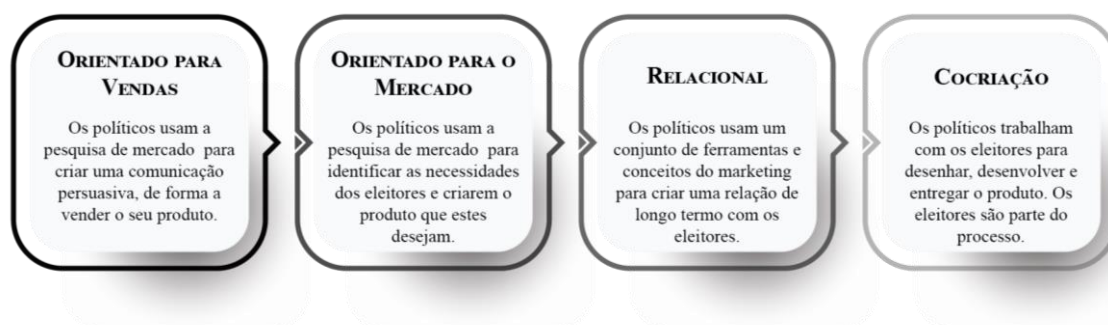 ORIENTADO PARA
VENDAS
Os políticos usam a
pesquisa de mercado para
criar uma comunicação
persuasiva, de forma a
vender o seu produto.
ORIENTADO PARA O
MERCADO
Os políticos usam a
pesquisa de mercado para
identificar as necessidades
dos eleitores e criarem o
produto que estes
desejam.
RELACIONAL
Os políticos usam um
conjunto de ferramentas e
conceitos do marketing
para criar uma relação de
longo termo com os
eleitores.
COCRIAÇÃO
Os políticos trabalham
com os eleitores para
desenhar, desenvolver e
entregar o produto. Os
eleitores são parte do
processo.